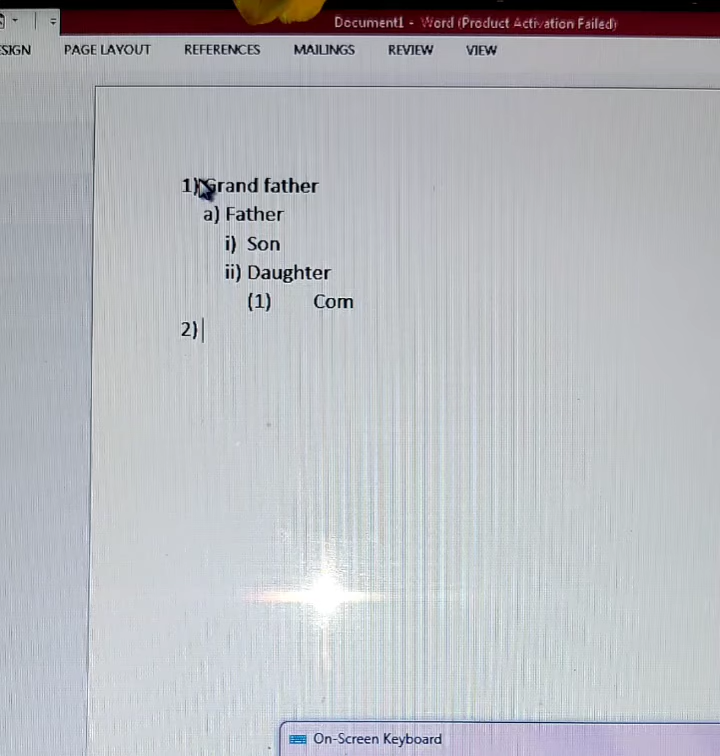 Document1 - Word (Product Activation Failed)
SIGN PAGE LAYOUT REFERENCES MAILINGS REVIEW VIEW
1) Grand father
a) Father
i) Son
ii) Daughter
(1) Com
2)
On-Screen Keyboard